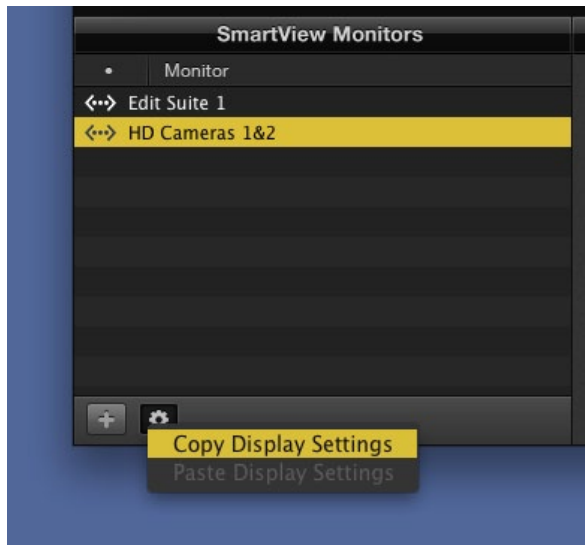 SmartView Monitors
Monitor
Edit Suite 1
HD Cameras 1&2
Copy Display Settings
Paste Display Settings